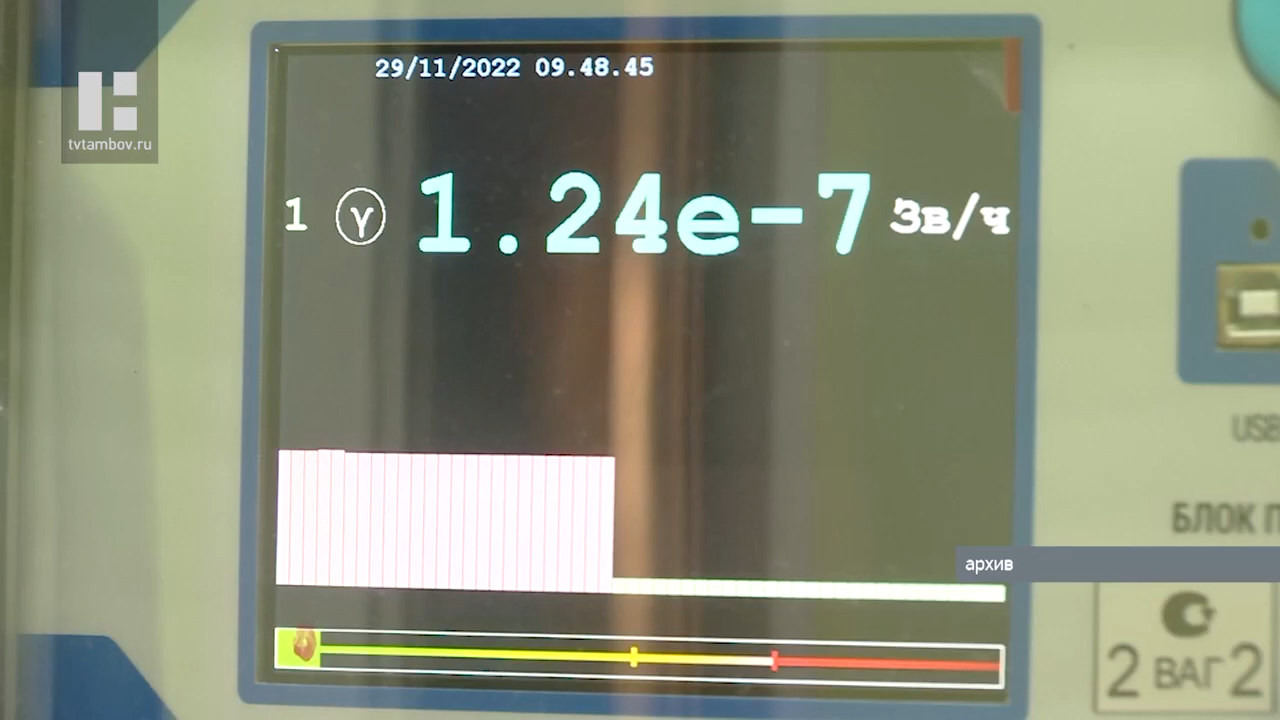 29/11/2022 09.48.45
tvtambov.ru
1 γ 1.24e-7 Зв/ч
USB
БЛОК П
архив
2 ВАГ 2